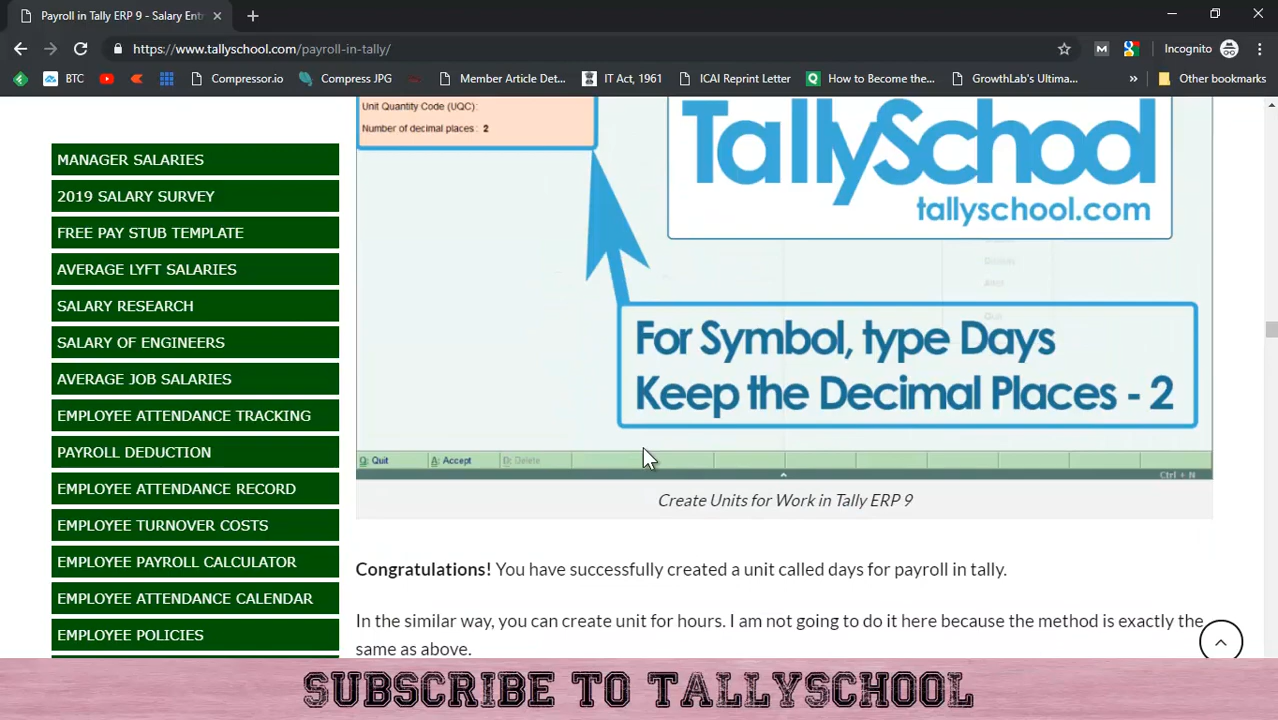 Payroll in Tally ERP 9 - Salary Ent
https://www.tallyschool.com/payroll-in-tally/
Incognito
BTC
Compressor.io
Compress JPG
Member Article Det...
IT Act, 1961
ICAI Reprint Letter
How to Become the...
GrowthLab's Ultima...
Other bookmarks
MANAGER SALARIES
2019 SALARY SURVEY
FREE PAY STUB TEMPLATE
AVERAGE LYFT SALARIES
SALARY RESEARCH
SALARY OF ENGINEERS
AVERAGE JOB SALARIES
EMPLOYEE ATTENDANCE TRACKING
PAYROLL DEDUCTION
EMPLOYEE ATTENDANCE RECORD
EMPLOYEE TURNOVER COSTS
EMPLOYEE PAYROLL CALCULATOR
EMPLOYEE ATTENDANCE CALENDAR
EMPLOYEE POLICIES
Unit Quantity Code (UQC):
Number of decimal places : 2
TallySchool
tallyschool.com
Quit
For Symbol, type Days
Keep the Decimal Places - 2
Q: Quit
A: Accept
D: Delete
Ctrl + N
Create Units for Work in Tally ERP 9
Congratulations! You have successfully created a unit called days for payroll in tally.
In the similar way, you can create unit for hours. I am not going to do it here because the method is exactly the
same as above.
SUBSCRIBE TO TALLYSCHOOL